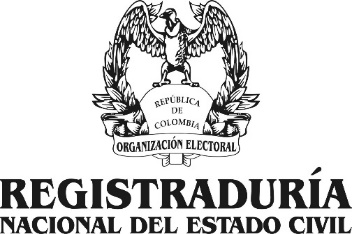 REPÚBLICA
DE
COLOMBIA
ORGANIZACIÓN ELECTORAL
REGISTRADURÍA
NACIONAL DEL ESTADO CIVIL